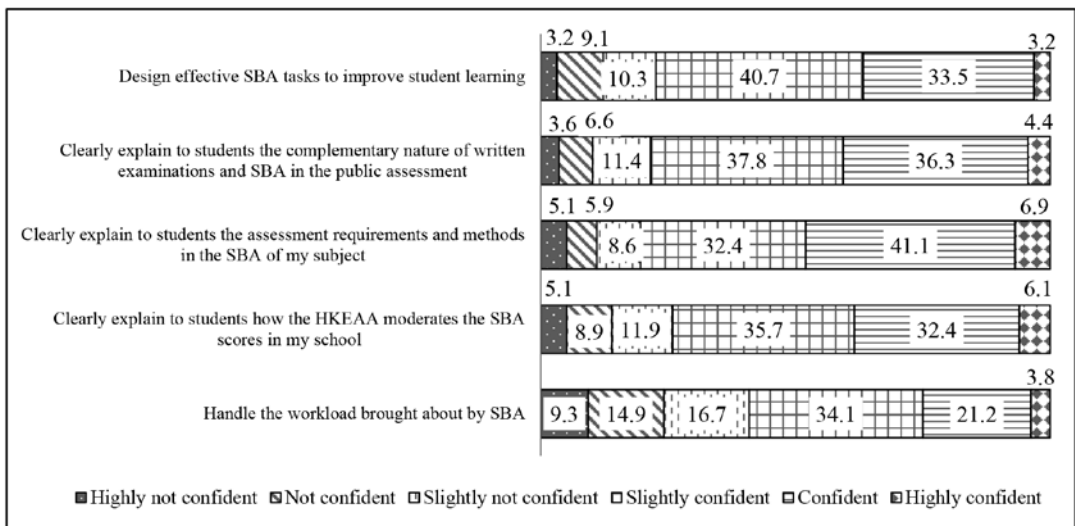 3.2 9.1 3.2
Design effective SBA tasks to improve student learning
10.3 40.7 33.5
3.6 6.6 4.4
Clearly explain to students the complementary nature of written
examinations and SBA in the public assessment
11.4 37.8 36.3
5.1 5.9 6.9
Clearly explain to students the assessment requirements and methods
in the SBA of my subject
8.6 32.4 41.1
5.1 6.1
Clearly explain to students how the HKEAA moderates the SBA
scores in my school
8.9 11.9 35.7 32.4
3.8
Handle the workload brought about by SBA
9.3 14.9 16.7 34.1 21.2
Highly not confident Not confident Slightly not confident Slightly confident Confident Highly confident